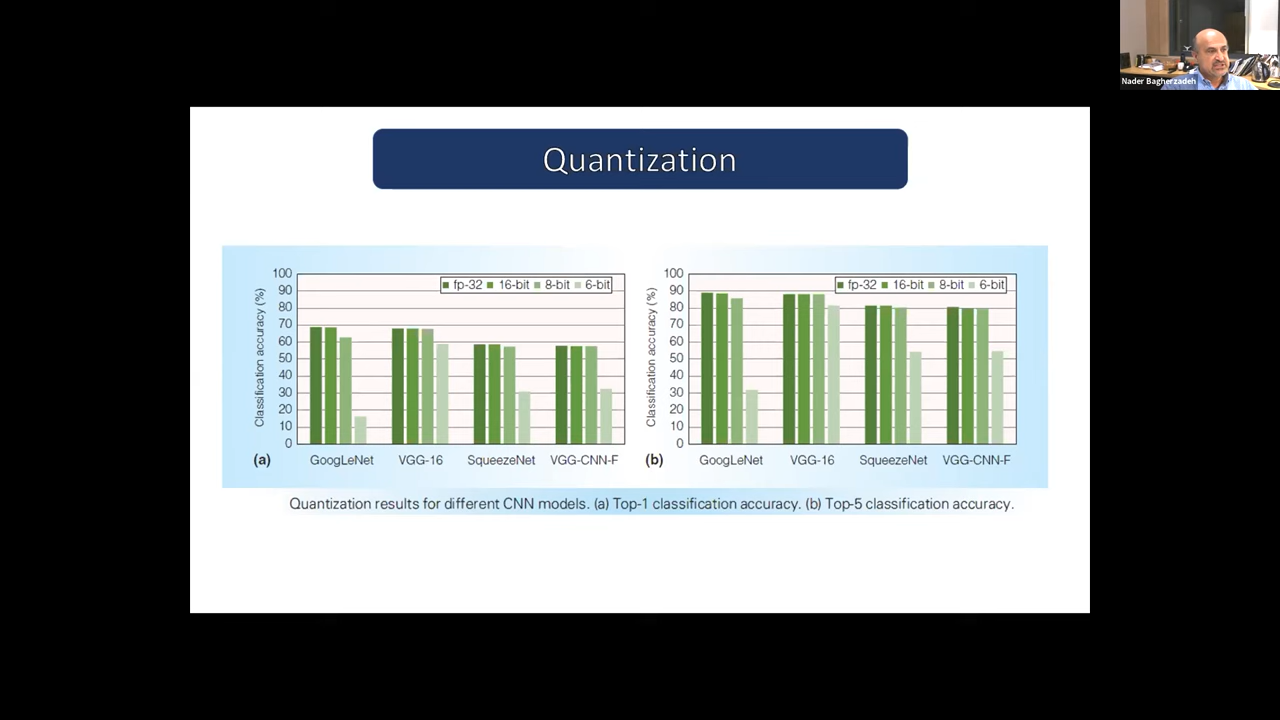 Nader Bagherzadeh
Quantization
100
90
80
70
60
50
40
30
20
10
0
Classification accuracy (%)
fp-32 16-bit 8-bit 6-bit
(a) GoogLeNet VGG-16 SqueezeNet VGG-CNN-F
100
90
80
70
60
50
40
30
20
10
0
Classification accuracy (%)
fp-32 16-bit 8-bit 6-bit
(b) GoogLeNet VGG-16 SqueezeNet VGG-CNN-F
Quantization results for different CNN models. (a) Top-1 classification accuracy. (b) Top-5 classification accuracy.